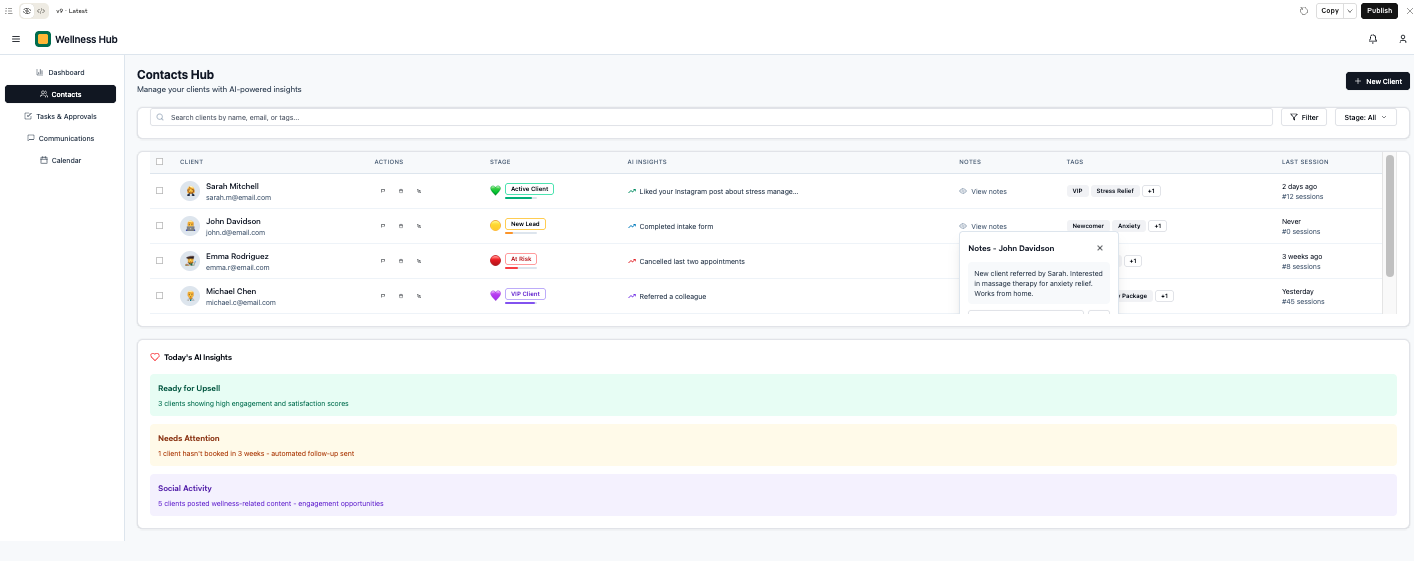 v9 · Latest
Copy
Publish
Wellness Hub
Dashboard
Contacts
Tasks & Approvals
Communications
Calendar
Contacts Hub
Manage your clients with AI-powered insights
New Client
Search clients by name, email, or tags...
Filter
Stage: All
CLIENT ACTIONS STAGE AI INSIGHTS NOTES TAGS LAST SESSION
Sarah Mitchell
sarah.m@email.com
Active Client
Liked your Instagram post about stress manage...
View notes
VIP Stress Relief +1
2 days ago
#12 sessions
John Davidson
john.d@email.com
New Lead
Completed intake form
View notes
Newcomer Anxiety +1
Never
#0 sessions
Emma Rodriguez
emma.r@email.com
At Risk
Cancelled last two appointments
+1
3 weeks ago
#8 sessions
Michael Chen
michael.c@email.com
VIP Client
Referred a colleague
Package +1
Yesterday
#45 sessions
Notes - John Davidson
New client referred by Sarah. Interested
in massage therapy for anxiety relief.
Works from home.
Today's AI Insights
Ready for Upsell
3 clients showing high engagement and satisfaction scores
Needs Attention
1 client hasn't booked in 3 weeks - automated follow-up sent
Social Activity
5 clients posted wellness-related content - engagement opportunities